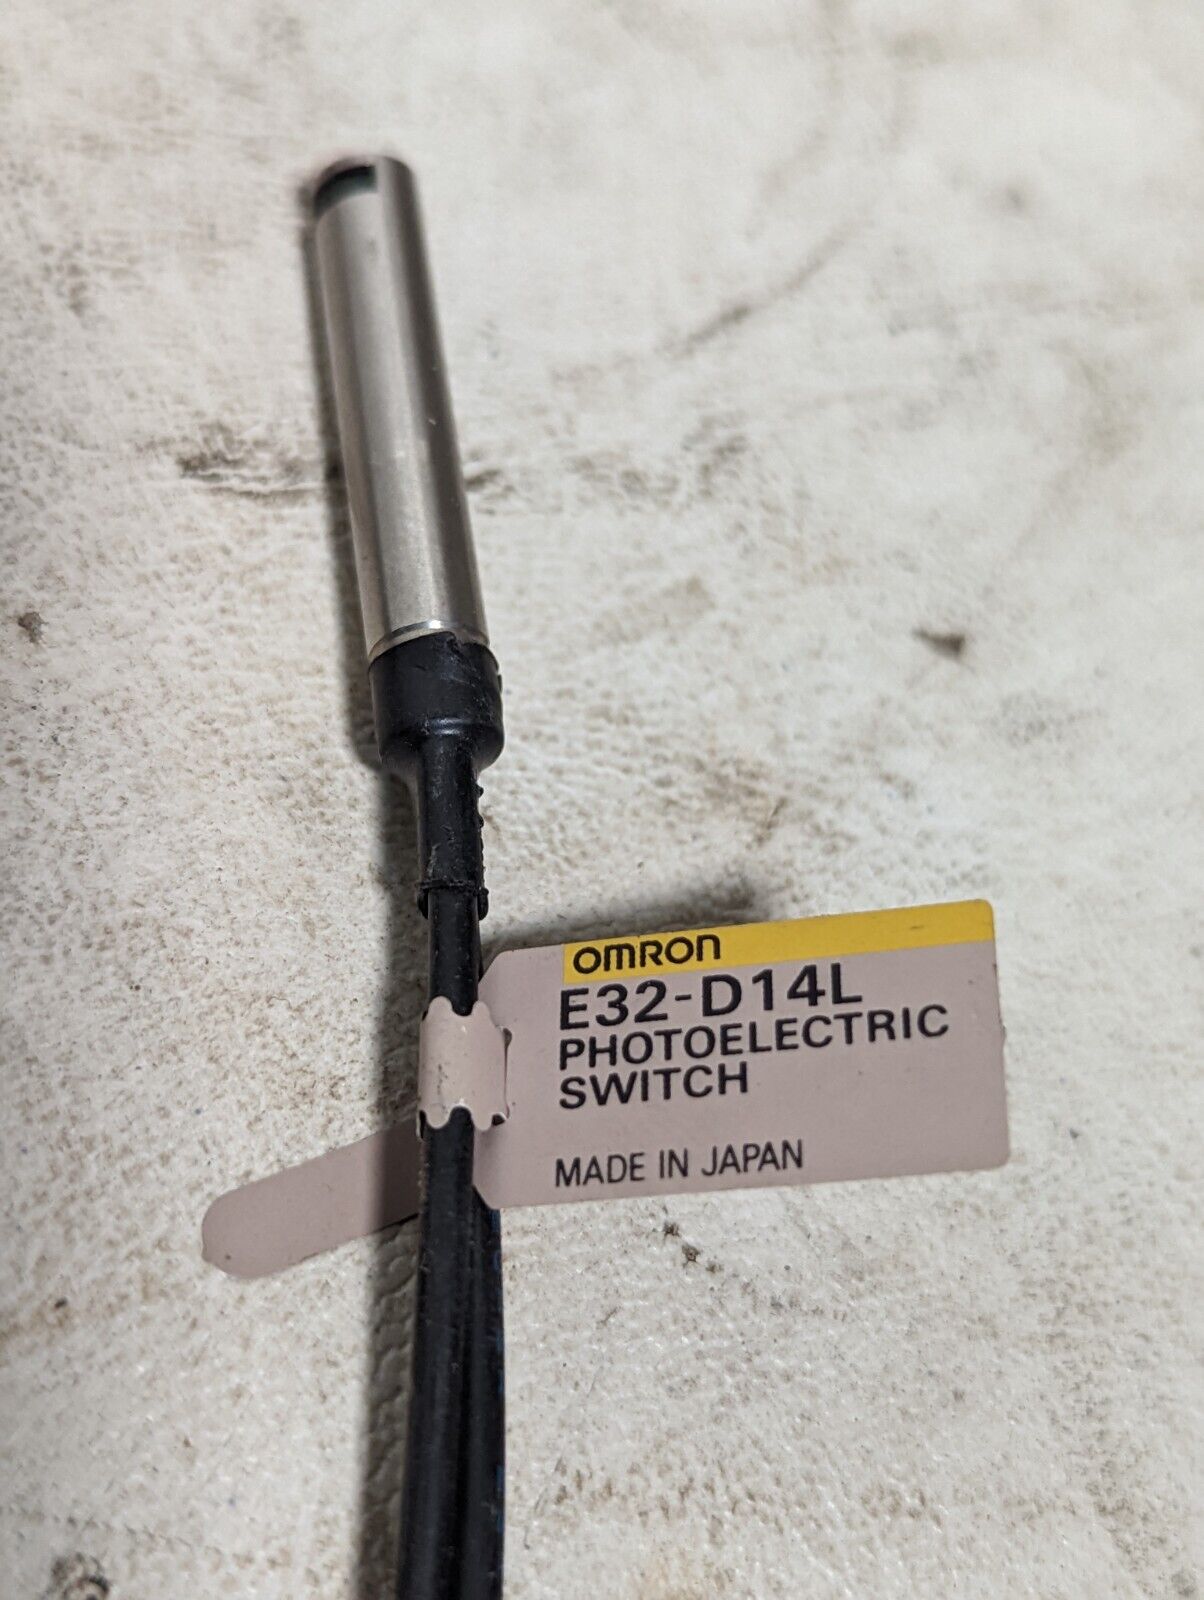 OMRON
E32-D14L
PHOTOELECTRIC
SWITCH
MADE IN JAPAN